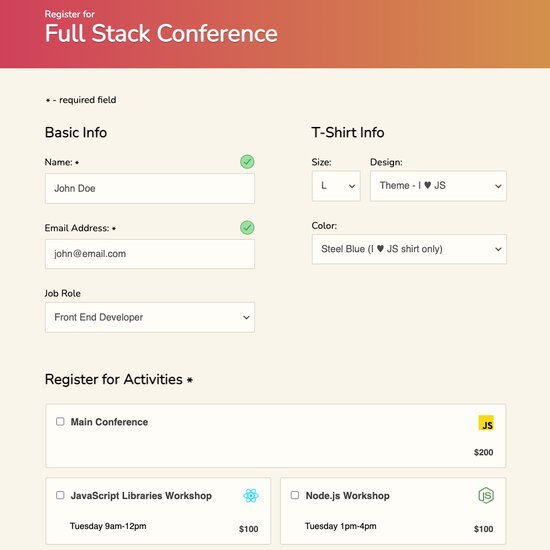 Register for
Full Stack Conference
* - required field
Basic Info
Name: *
John Doe
Email Address: *
john@email.com
Job Role
Front End Developer
T-Shirt Info
Size:
Design:
L
Theme - I ♥ JS
Color:
Steel Blue (I ♥ JS shirt only)
Register for Activities *
Main Conference
JS
$200
JavaScript Libraries Workshop
Tuesday 9am-12pm
$100
Node.js Workshop
JS
Tuesday 1pm-4pm
$100